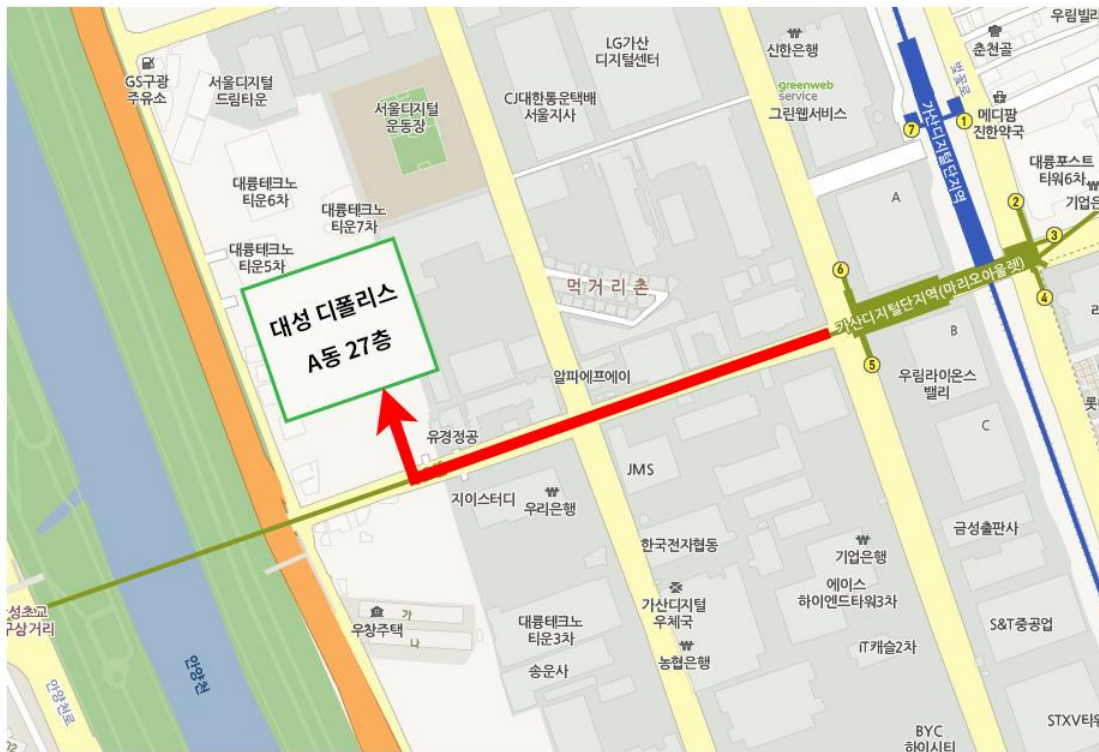 우림빌라
춘천골
벚꽃로
신한은행
LG가산
디지털센터
GS구광
주유소
서울디지털
드림타운
서울디지털
운동장
CJ대한통운택배
서울지사
greenweb
service
그린웹서비스
메디팜
진한약국
7
1
가산디지털단지역
대륭포스트
타워6차
기업은
대륭테크노
타운6차
대륭테크노
타운7차
대륭테크노
타운5차
A
2
3
4
6
5
가산디지털단지역(마리오아울렛)
먹거리촌
대성 디폴리스
A동 27층
B
우림라이온스
밸리
알파에프에이
C
유경정공
JMS
지이스터디
우리은행
한국전자협동
기업은행
금성출판사
에이스
하이엔드타워3차
가산디지털
우체국
우창주택
가
나
대륭테크노
타운3차
S&T중공업
성초교
구삼거리
안양천
안양천로
송운사
농협은행
iT캐슬2차
STXV타워
BYC
하이시티